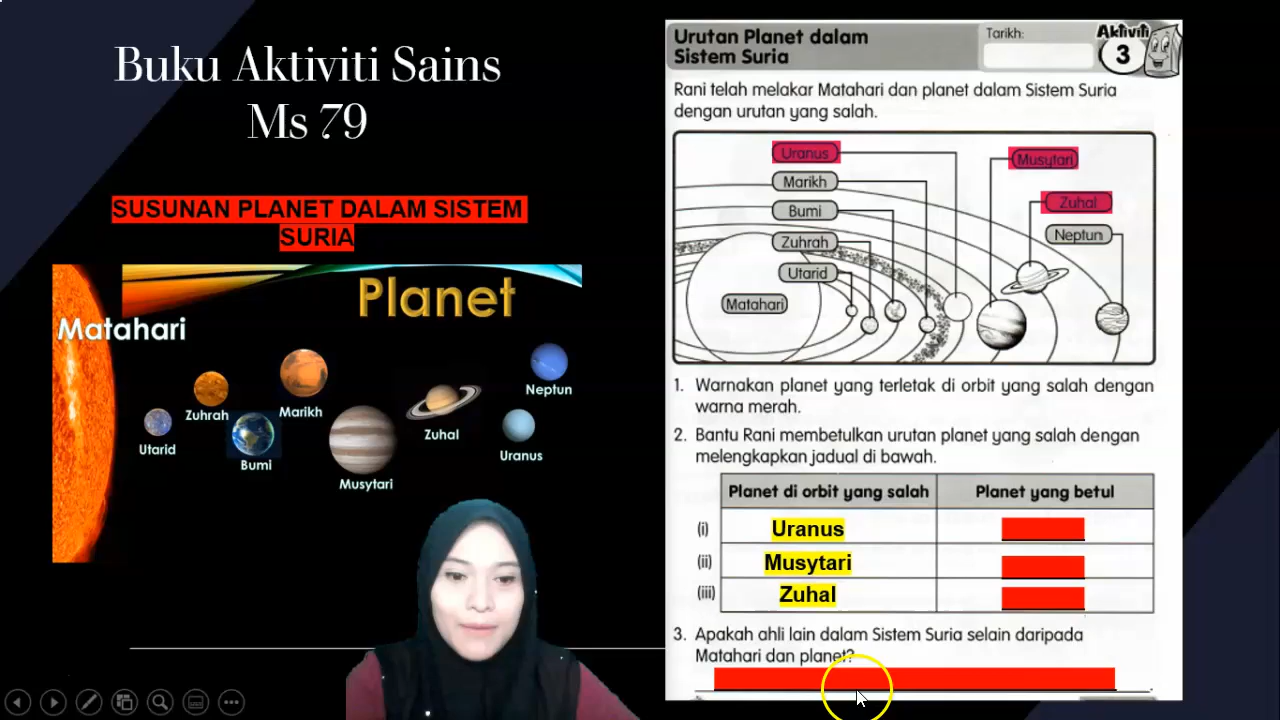 Buku Aktiviti Sains
Ms 79
SUSUNAN PLANET DALAM SISTEM
SURIA
Planet
Matahari
Utarid
Zuhrah
Bumi
Marikh
Musytari
Zuhal
Uranus
Neptun
Urutan Planet dalam
Sistem Suria
Tarikh:
Aktiviti
3
Rani telah melakar Matahari dan planet dalam Sistem Suria
dengan urutan yang salah.
Uranus
Marikh
Bumi
Zuhrah
Utarid
Matahari
Musytari
Zuhal
Neptun
1. Warnakan planet yang terletak di orbit yang salah dengan
warna merah.
2. Bantu Rani membetulkan urutan planet yang salah dengan
melengkapkan jadual di bawah.
Planet di orbit yang salah Planet yang betul
(i) Uranus
(ii) Musytari
(iii) Zuhal
3. Apakah ahli lain dalam Sistem Suria selain daripada
Matahari dan planet?